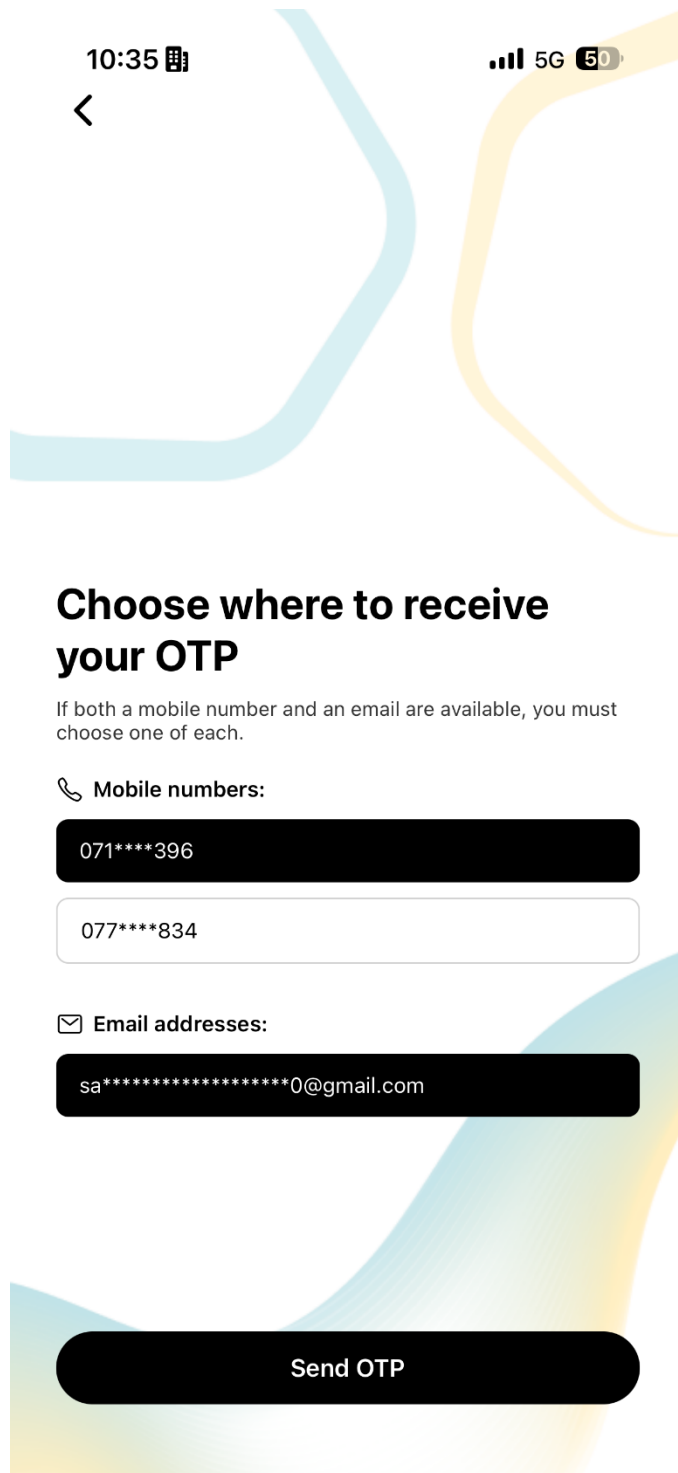 10:35
5G 50
Choose where to receive
your OTP
If both a mobile number and an email are available, you must
choose one of each.
Mobile numbers:
071****396
077****834
Email addresses:
sa*******************0@gmail.com
Send OTP